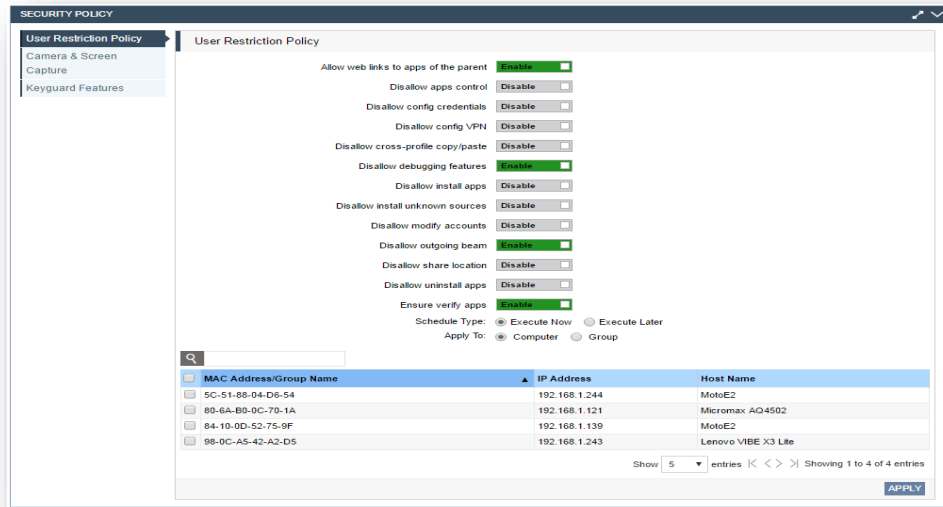 SECURITY POLICY
User Restriction Policy
Camera & Screen
Capture
Keyguard Features
User Restriction Policy
Allow web links to apps of the parent Enable
Disallow apps control Disable
Disallow config credentials Disable
Disallow config VPN Disable
Disallow cross-profile copy/paste Disable
Disallow debugging features Enable
Disallow install apps Disable
Disallow install unknown sources Disable
Disallow modify accounts Disable
Disallow outgoing beam Enable
Disallow share location Disable
Disallow uninstall apps Disable
Ensure verify apps Enable
Schedule Type: Execute Now Execute Later
Apply To: Computer Group
MAC Address/Group Name IP Address Host Name
5C-51-88-04-D6-54 192.168.1.244 MotoE2
80-6A-B0-0C-70-1A 192.168.1.121 Micromax AQ4502
84-10-0D-52-75-9F 192.168.1.139 MotoE2
98-0C-A5-42-A2-D5 192.168.1.243 Lenovo VIBE X3 Lite
Show 5 entries Showing 1 to 4 of 4 entries
APPLY